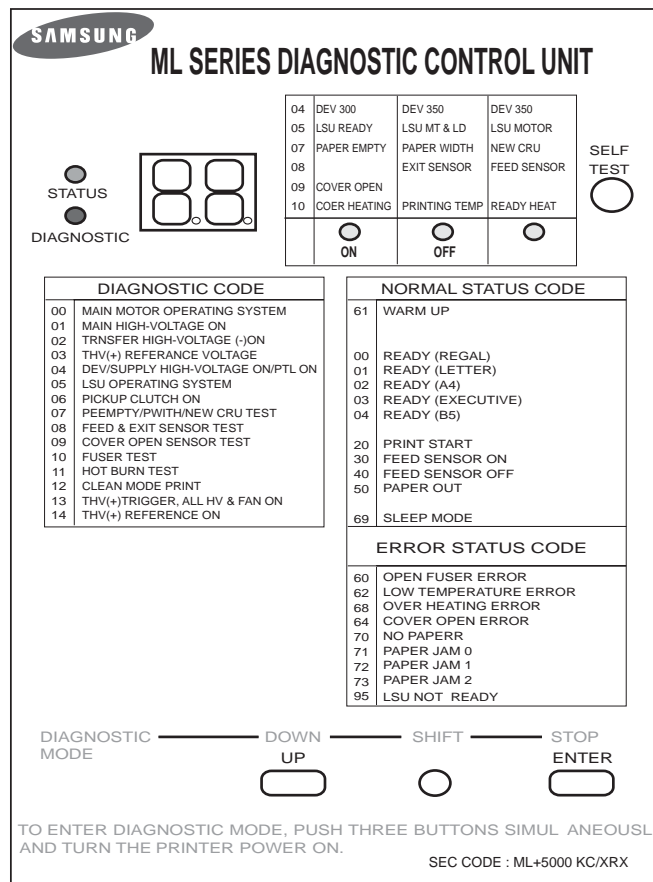 SAMSUNG
ML SERIES DIAGNOSTIC CONTROL UNIT
STATUS
DIAGNOSTIC
88
04 DEV 300 DEV 350 DEV 350
05 LSU READY LSU MT & LD LSU MOTOR
07 PAPER EMPTY PAPER WIDTH NEW CRU
08 EXIT SENSOR FEED SENSOR
09 COVER OPEN
10 COER HEATING PRINTING TEMP READY HEAT
ON OFF
SELF
TEST
DIAGNOSTIC CODE
00 MAIN MOTOR OPERATING SYSTEM
01 MAIN HIGH-VOLTAGE ON
02 TRNSFER HIGH-VOLTAGE (-)ON
03 THV(+) REFERANCE VOLTAGE
04 DEV/SUPPLY HIGH-VOLTAGE ON/PTL ON
05 LSU OPERATING SYSTEM
06 PICKUP CLUTCH ON
07 PEEMPTY/PWITH/NEW CRU TEST
08 FEED & EXIT SENSOR TEST
09 COVER OPEN SENSOR TEST
10 FUSER TEST
11 HOT BURN TEST
12 CLEAN MODE PRINT
13 THV(+)TRIGGER, ALL HV & FAN ON
14 THV(+) REFERENCE ON
NORMAL STATUS CODE
61 WARM UP
00 READY (REGAL)
01 READY (LETTER)
02 READY (A4)
03 READY (EXECUTIVE)
04 READY (B5)
20 PRINT START
30 FEED SENSOR ON
40 FEED SENSOR OFF
50 PAPER OUT
69 SLEEP MODE
ERROR STATUS CODE
60 OPEN FUSER ERROR
62 LOW TEMPERATURE ERROR
68 OVER HEATING ERROR
64 COVER OPEN ERROR
70 NO PAPERR
71 PAPER JAM 0
72 PAPER JAM 1
73 PAPER JAM 2
95 LSU NOT READY
DIAGNOSTIC DOWN SHIFT STOP
MODE
UP ENTER
TO ENTER DIAGNOSTIC MODE, PUSH THREE BUTTONS SIMUL ANEOUSL
AND TURN THE PRINTER POWER ON.
SEC CODE : ML+5000 KC/XRX